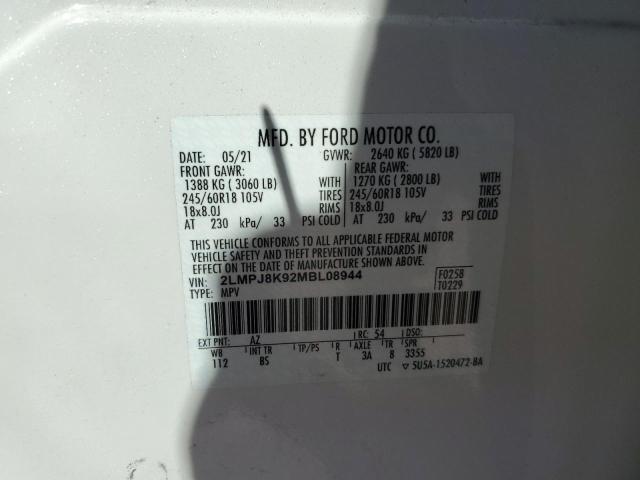 MFD. BY FORD MOTOR CO.
DATE: 05/21 GVWR: 2640 KG ( 5820 LB)
FRONT GAWR: REAR GAWR:
1388 KG ( 3060 LB) WITH 1270 KG ( 2800 LB) WITH
245/60R18 105V TIRES 245/60R18 105V TIRES
18x8.0J RIMS 18x8.0J RIMS
AT 230 kPa/ 33 PSI COLD AT 230 kPa/ 33 PSI COLD
THIS VEHICLE CONFORMS TO ALL APPLICABLE FEDERAL MOTOR
VEHICLE SAFETY AND THEFT PREVENTION STANDARDS IN
EFFECT ON THE DATE OF MANUFACTURE SHOWN ABOVE.
VIN: 2LMPJ8K92MBL08944 F0258
TYPE: MPV T0229
EXT PNT: AZ RC: 54 DSO:
WB INT TR TP/PS R AXLE TR SPR
112 BS T 3A 8 3355
UTC ▽ 5U5A-1520472-BA